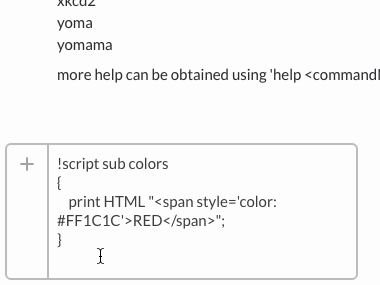 xkcd2
yoma
yomama
more help can be obtained using 'help <command
!script sub colors
{
print HTML "<span style='color:
#FF1C1C'>RED</span>";
}